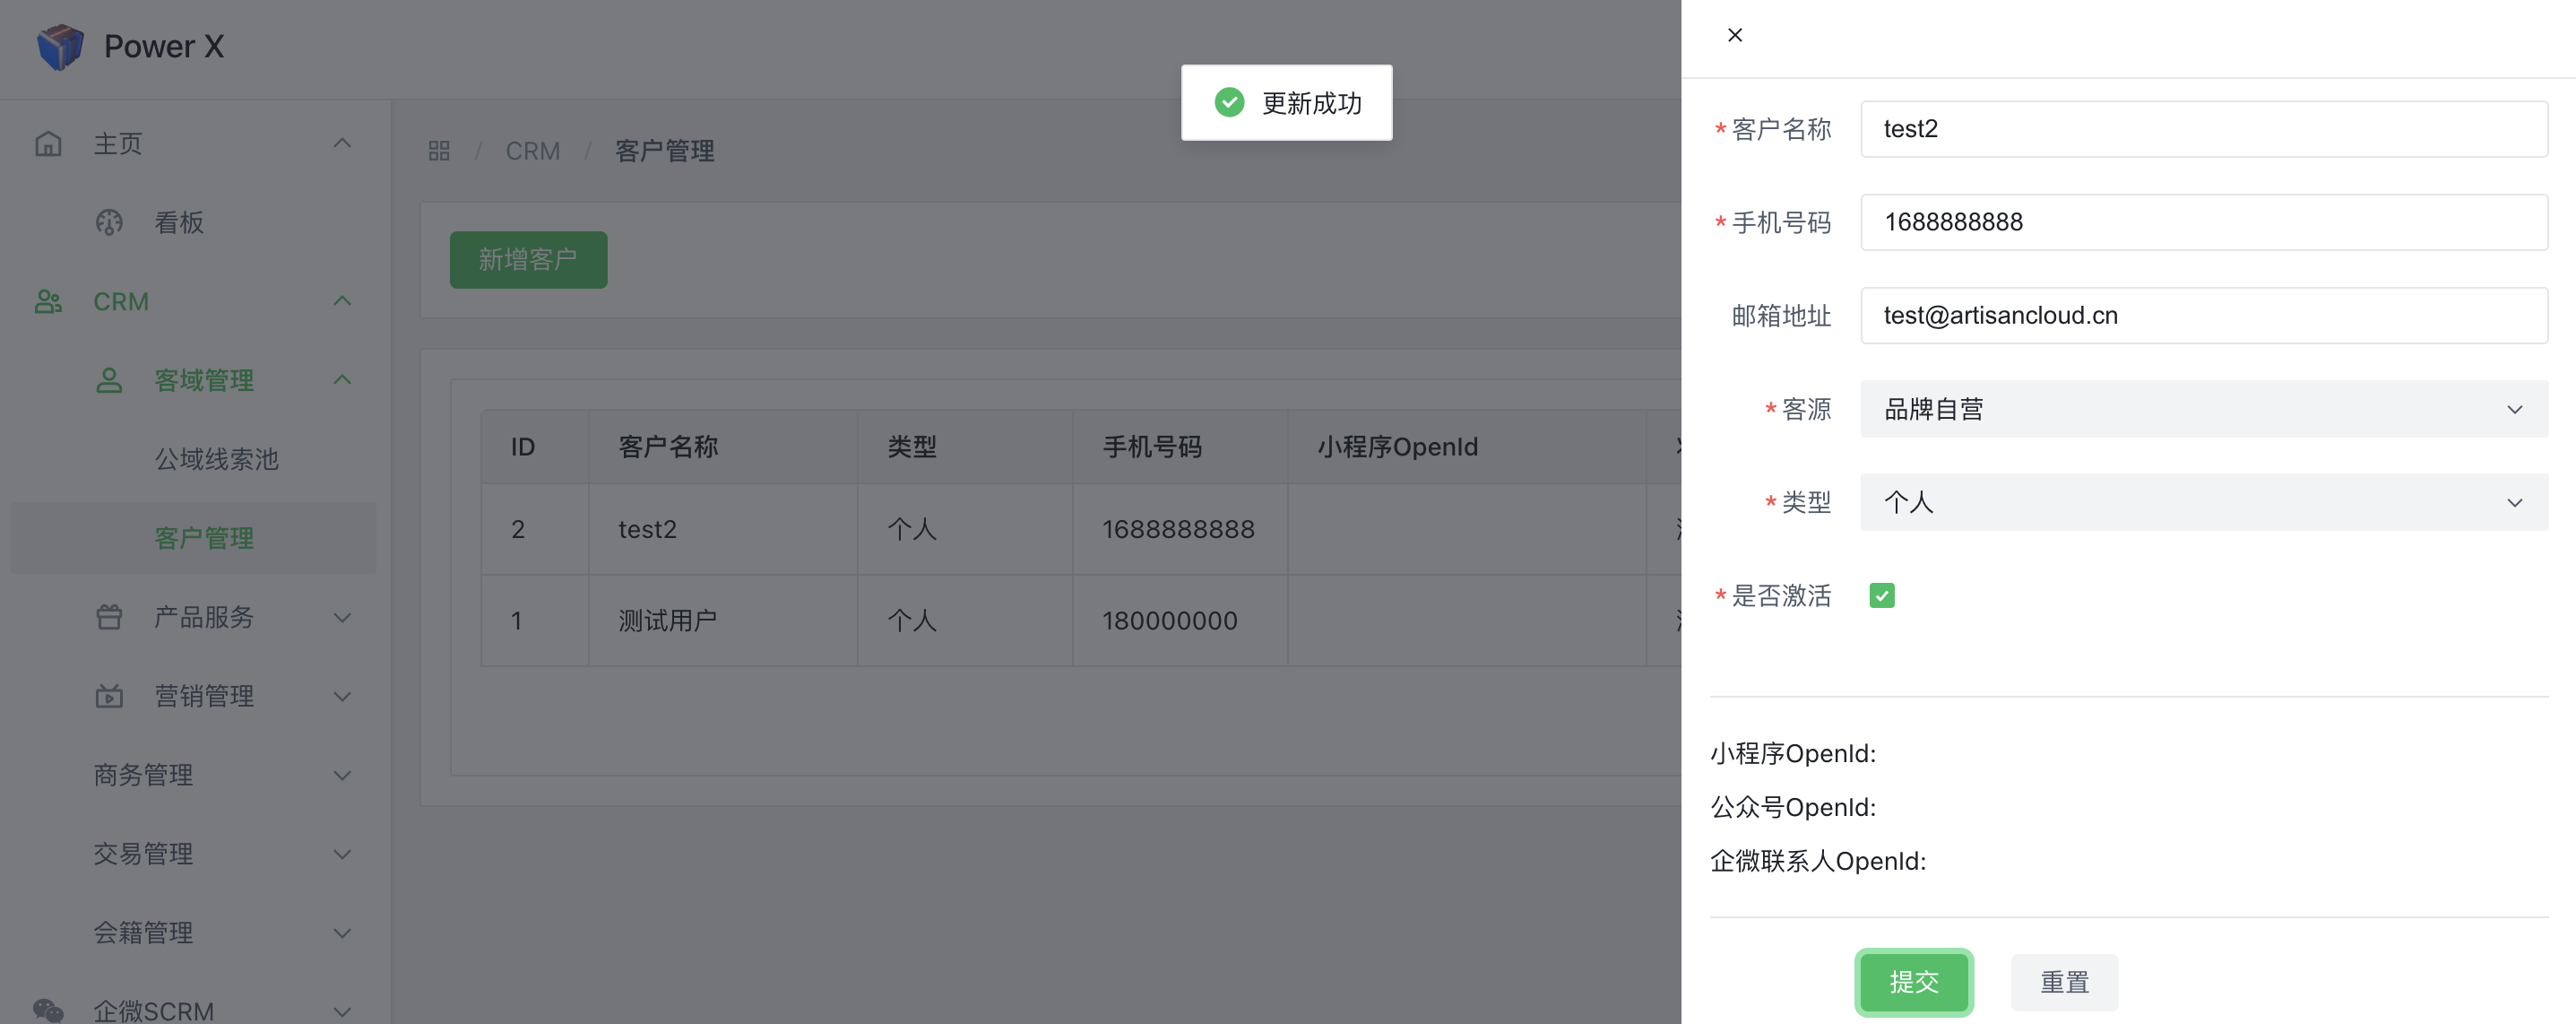 Power X
主页
看板
CRM
客域管理
公域线索池
客户管理
产品服务
营销管理
商务管理
交易管理
会籍管理
企微SCRM
更新成功
/ CRM / 客户管理
新增客户
ID 客户名称 类型 手机号码 小程序OpenId
2 test2 个人 1688888888
1 测试用户 个人 180000000
* 客户名称 test2
* 手机号码 1688888888
邮箱地址 test@artisancloud.cn
* 客源 品牌自营
* 类型 个人
* 是否激活
小程序OpenId:
公众号OpenId:
企微联系人OpenId:
提交 重置